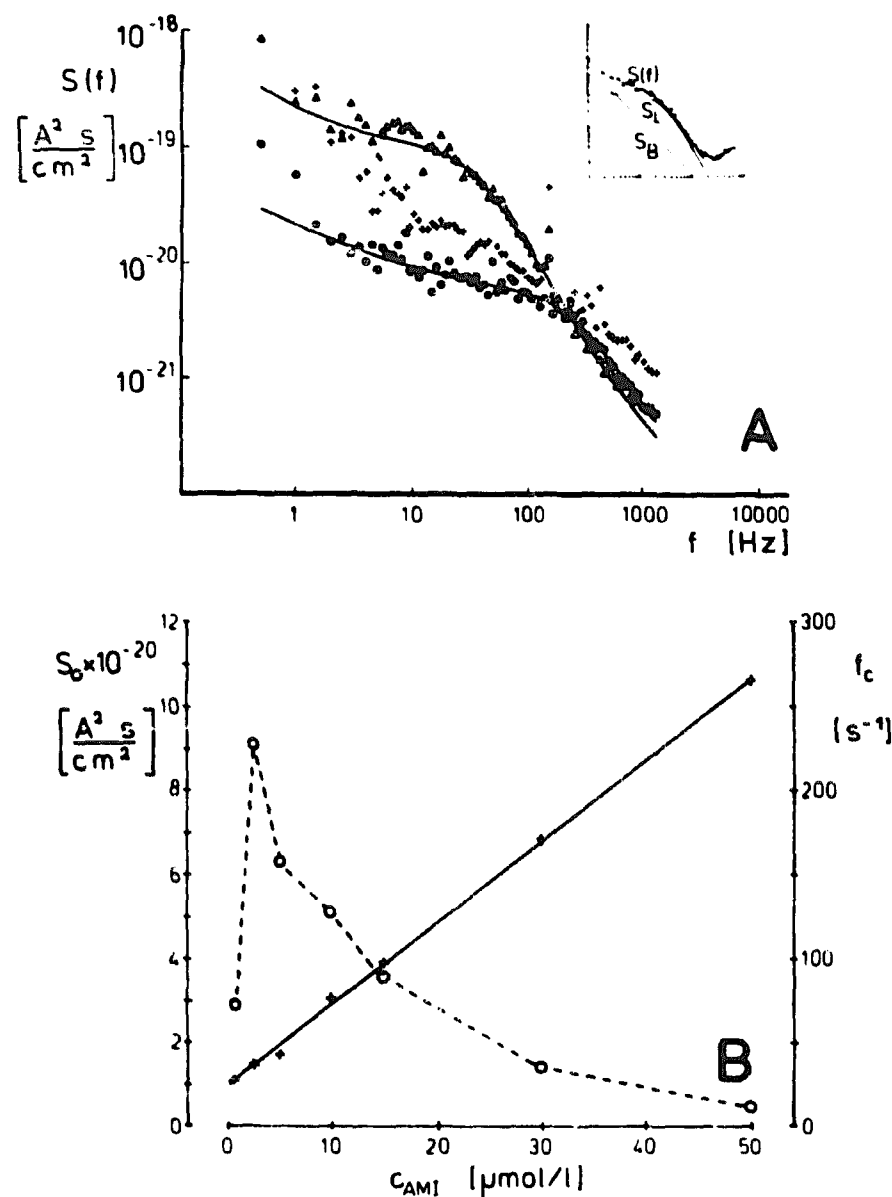 10⁻¹⁸
S(f)
[A² s / cm²]
10⁻¹⁹
10⁻²⁰
10⁻²¹
S(f)
S_L
S_B
A
1 10 100 1000 10000
f [Hz]
12 300
S₀×10⁻²⁰
[A² s / cm²]
f_c
[s⁻¹]
10
8 200
6
4 100
2
B
0 0
0 10 20 30 40 50
c_AMI [μmol/l]